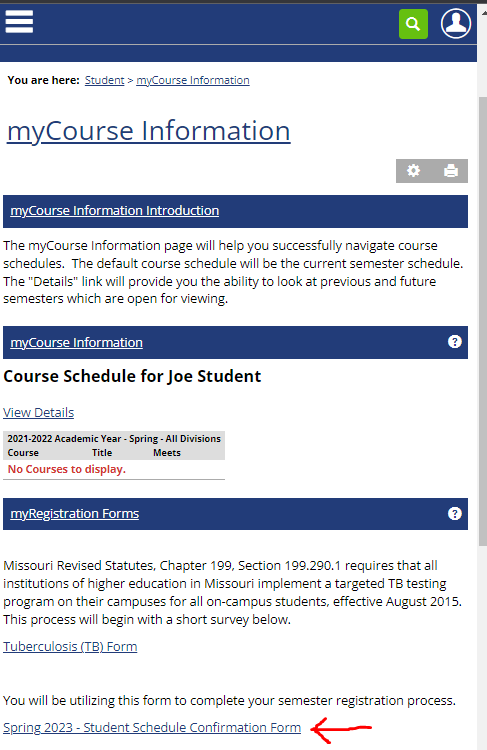 You are here: Student > myCourse Information
myCourse Information
myCourse Information Introduction
The myCourse Information page will help you successfully navigate course
schedules. The default course schedule will be the current semester schedule.
The "Details" link will provide you the ability to look at previous and future
semesters which are open for viewing.
myCourse Information ?
Course Schedule for Joe Student
View Details
2021-2022 Academic Year - Spring - All Divisions
Course Title Meets
No Courses to display.
myRegistration Forms ?
Missouri Revised Statutes, Chapter 199, Section 199.290.1 requires that all
institutions of higher education in Missouri implement a targeted TB testing
program on their campuses for all on-campus students, effective August 2015.
This process will begin with a short survey below.
Tuberculosis (TB) Form
You will be utilizing this form to complete your semester registration process.
Spring 2023 - Student Schedule Confirmation Form